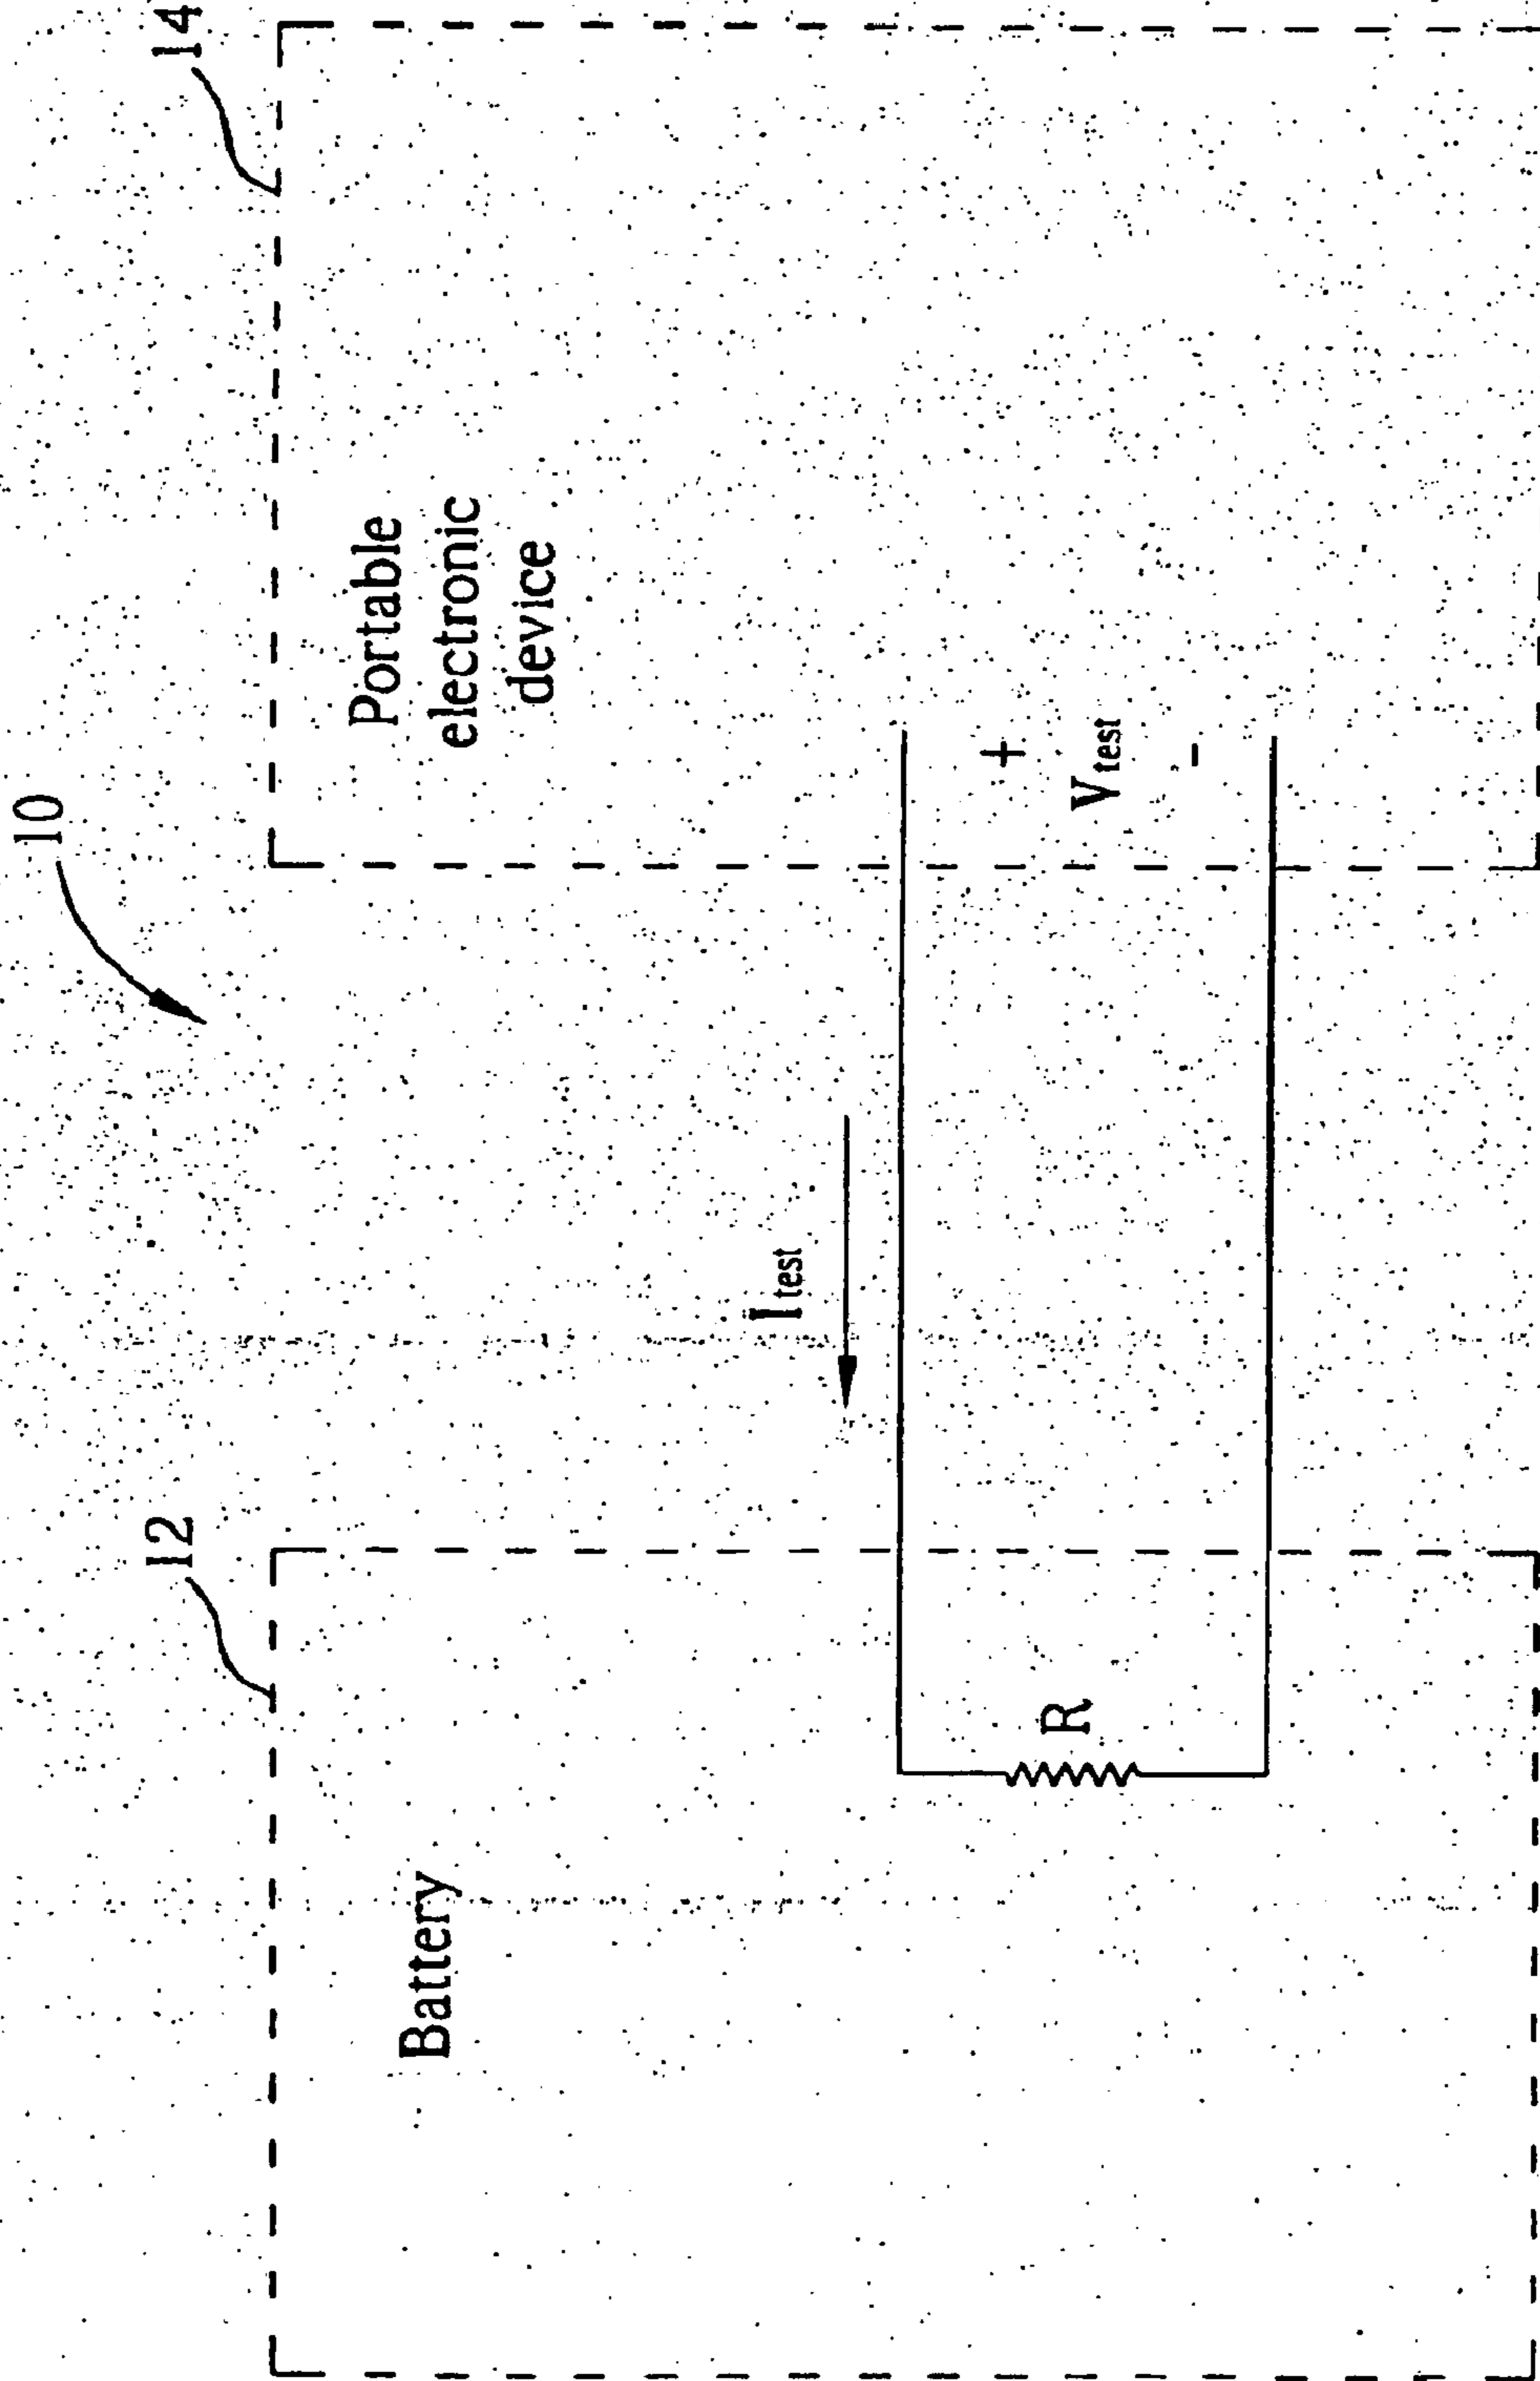 10
12
14
Battery
Portable
electronic
device
Itest
R
+
Vtest
-